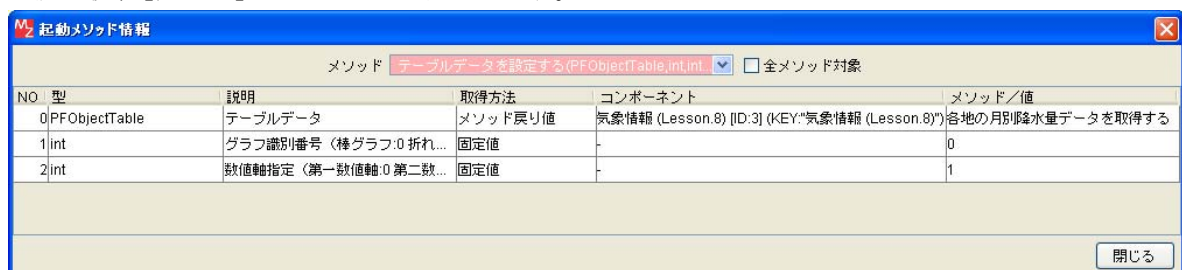 起動メソッド情報
メソッド テーブルデータを設定する(PFObjectTable,int,int... 全メソッド対象
NO 型 説明 取得方法 コンポーネント メソッド／値
0 PFObjectTable テーブルデータ メソッド戻り値 気象情報 (Lesson.8) [ID:3] (KEY:"気象情報 (Lesson.8)") 各地の月別降水量データを取得する
1 int グラフ識別番号（棒グラフ:0 折れ... 固定値 - 0
2 int 数値軸指定（第一数値軸:0 第二数... 固定値 - 1
閉じる